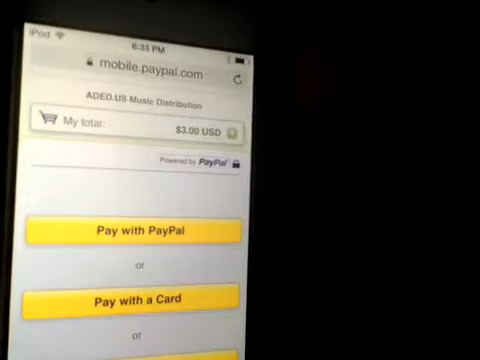 iPod
6:33 PM
mobile.paypal.com
ADED.US Music Distribution
My total:
$3.00 USD
Powered by PayPal
Pay with PayPal
or
Pay with a Card
or